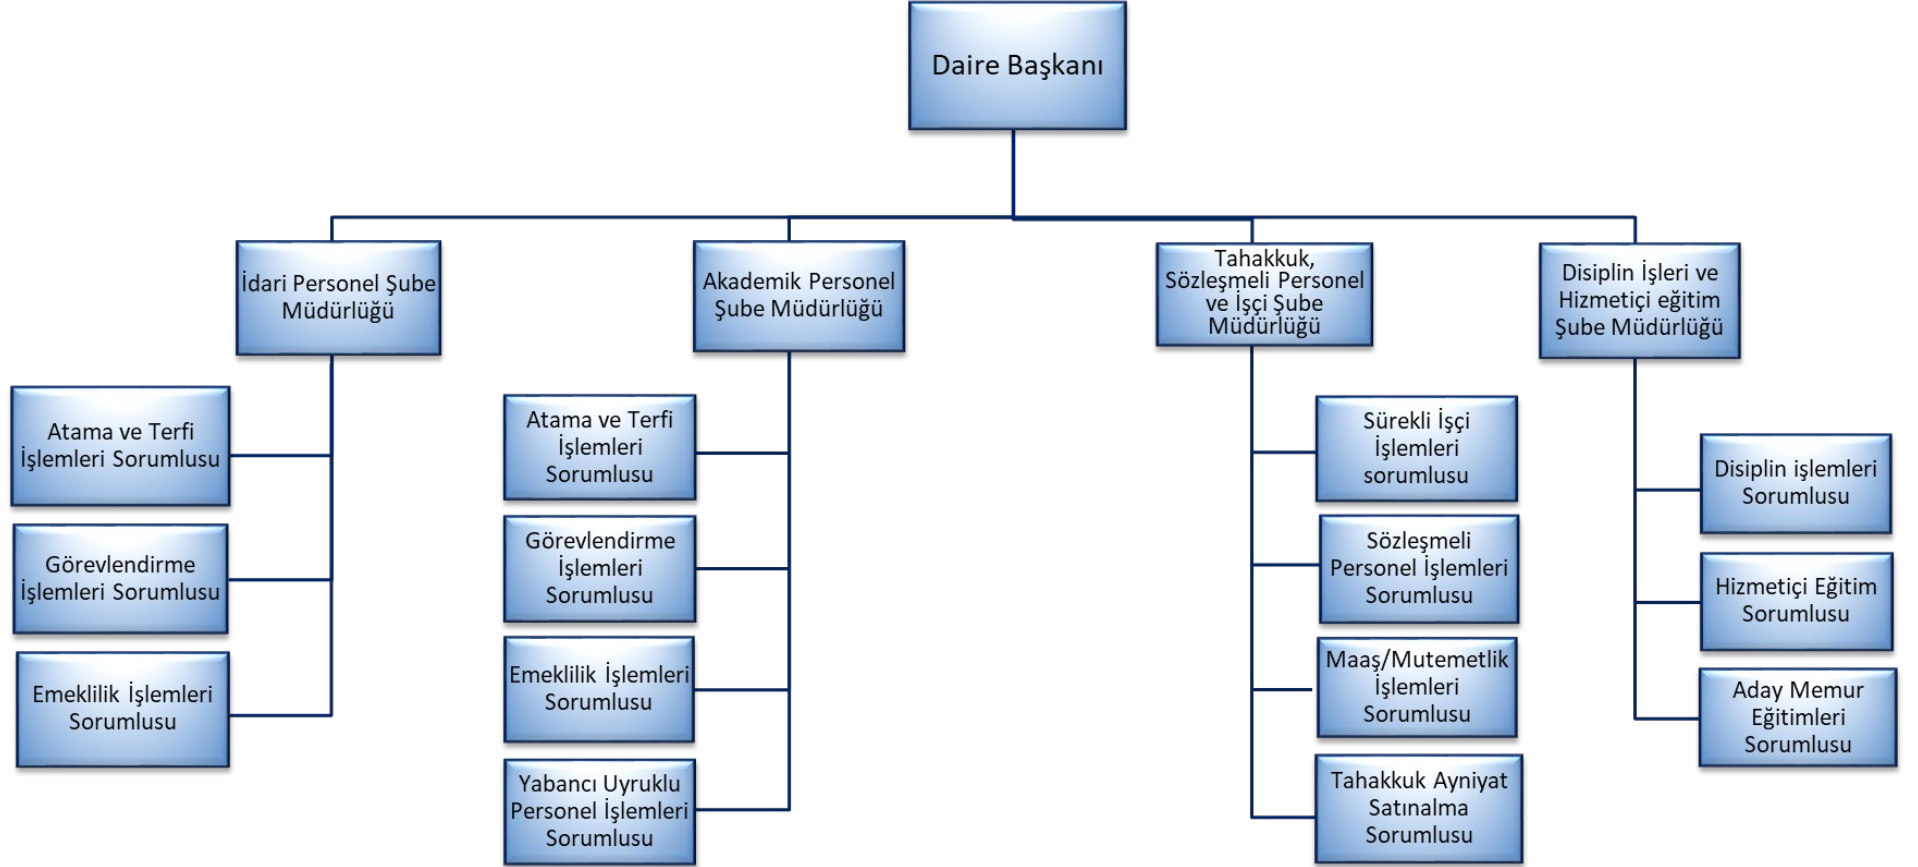 Daire Başkanı
İdari Personel Şube
Müdürlüğü
Akademik Personel
Şube Müdürlüğü
Tahakkuk,
Sözleşmeli Personel
ve İşçi Şube
Müdürlüğü
Disiplin İşleri ve
Hizmetiçi eğitim
Şube Müdürlüğü
Atama ve Terfi
İşlemleri Sorumlusu
Görevlendirme
İşlemleri Sorumlusu
Emeklilik İşlemleri
Sorumlusu
Atama ve Terfi
İşlemleri
Sorumlusu
Görevlendirme
İşlemleri
Sorumlusu
Emeklilik İşlemleri
Sorumlusu
Yabancı Uyruklu
Personel İşlemleri
Sorumlusu
Sürekli İşçi
İşlemleri
sorumlusu
Sözleşmeli
Personel İşlemleri
Sorumlusu
Maaş/Mutemetlik
İşlemleri
Sorumlusu
Tahakkuk Ayniyat
Satınalma
Sorumlusu
Disiplin işlemleri
Sorumlusu
Hizmetiçi Eğitim
Sorumlusu
Aday Memur
Eğitimleri
Sorumlusu